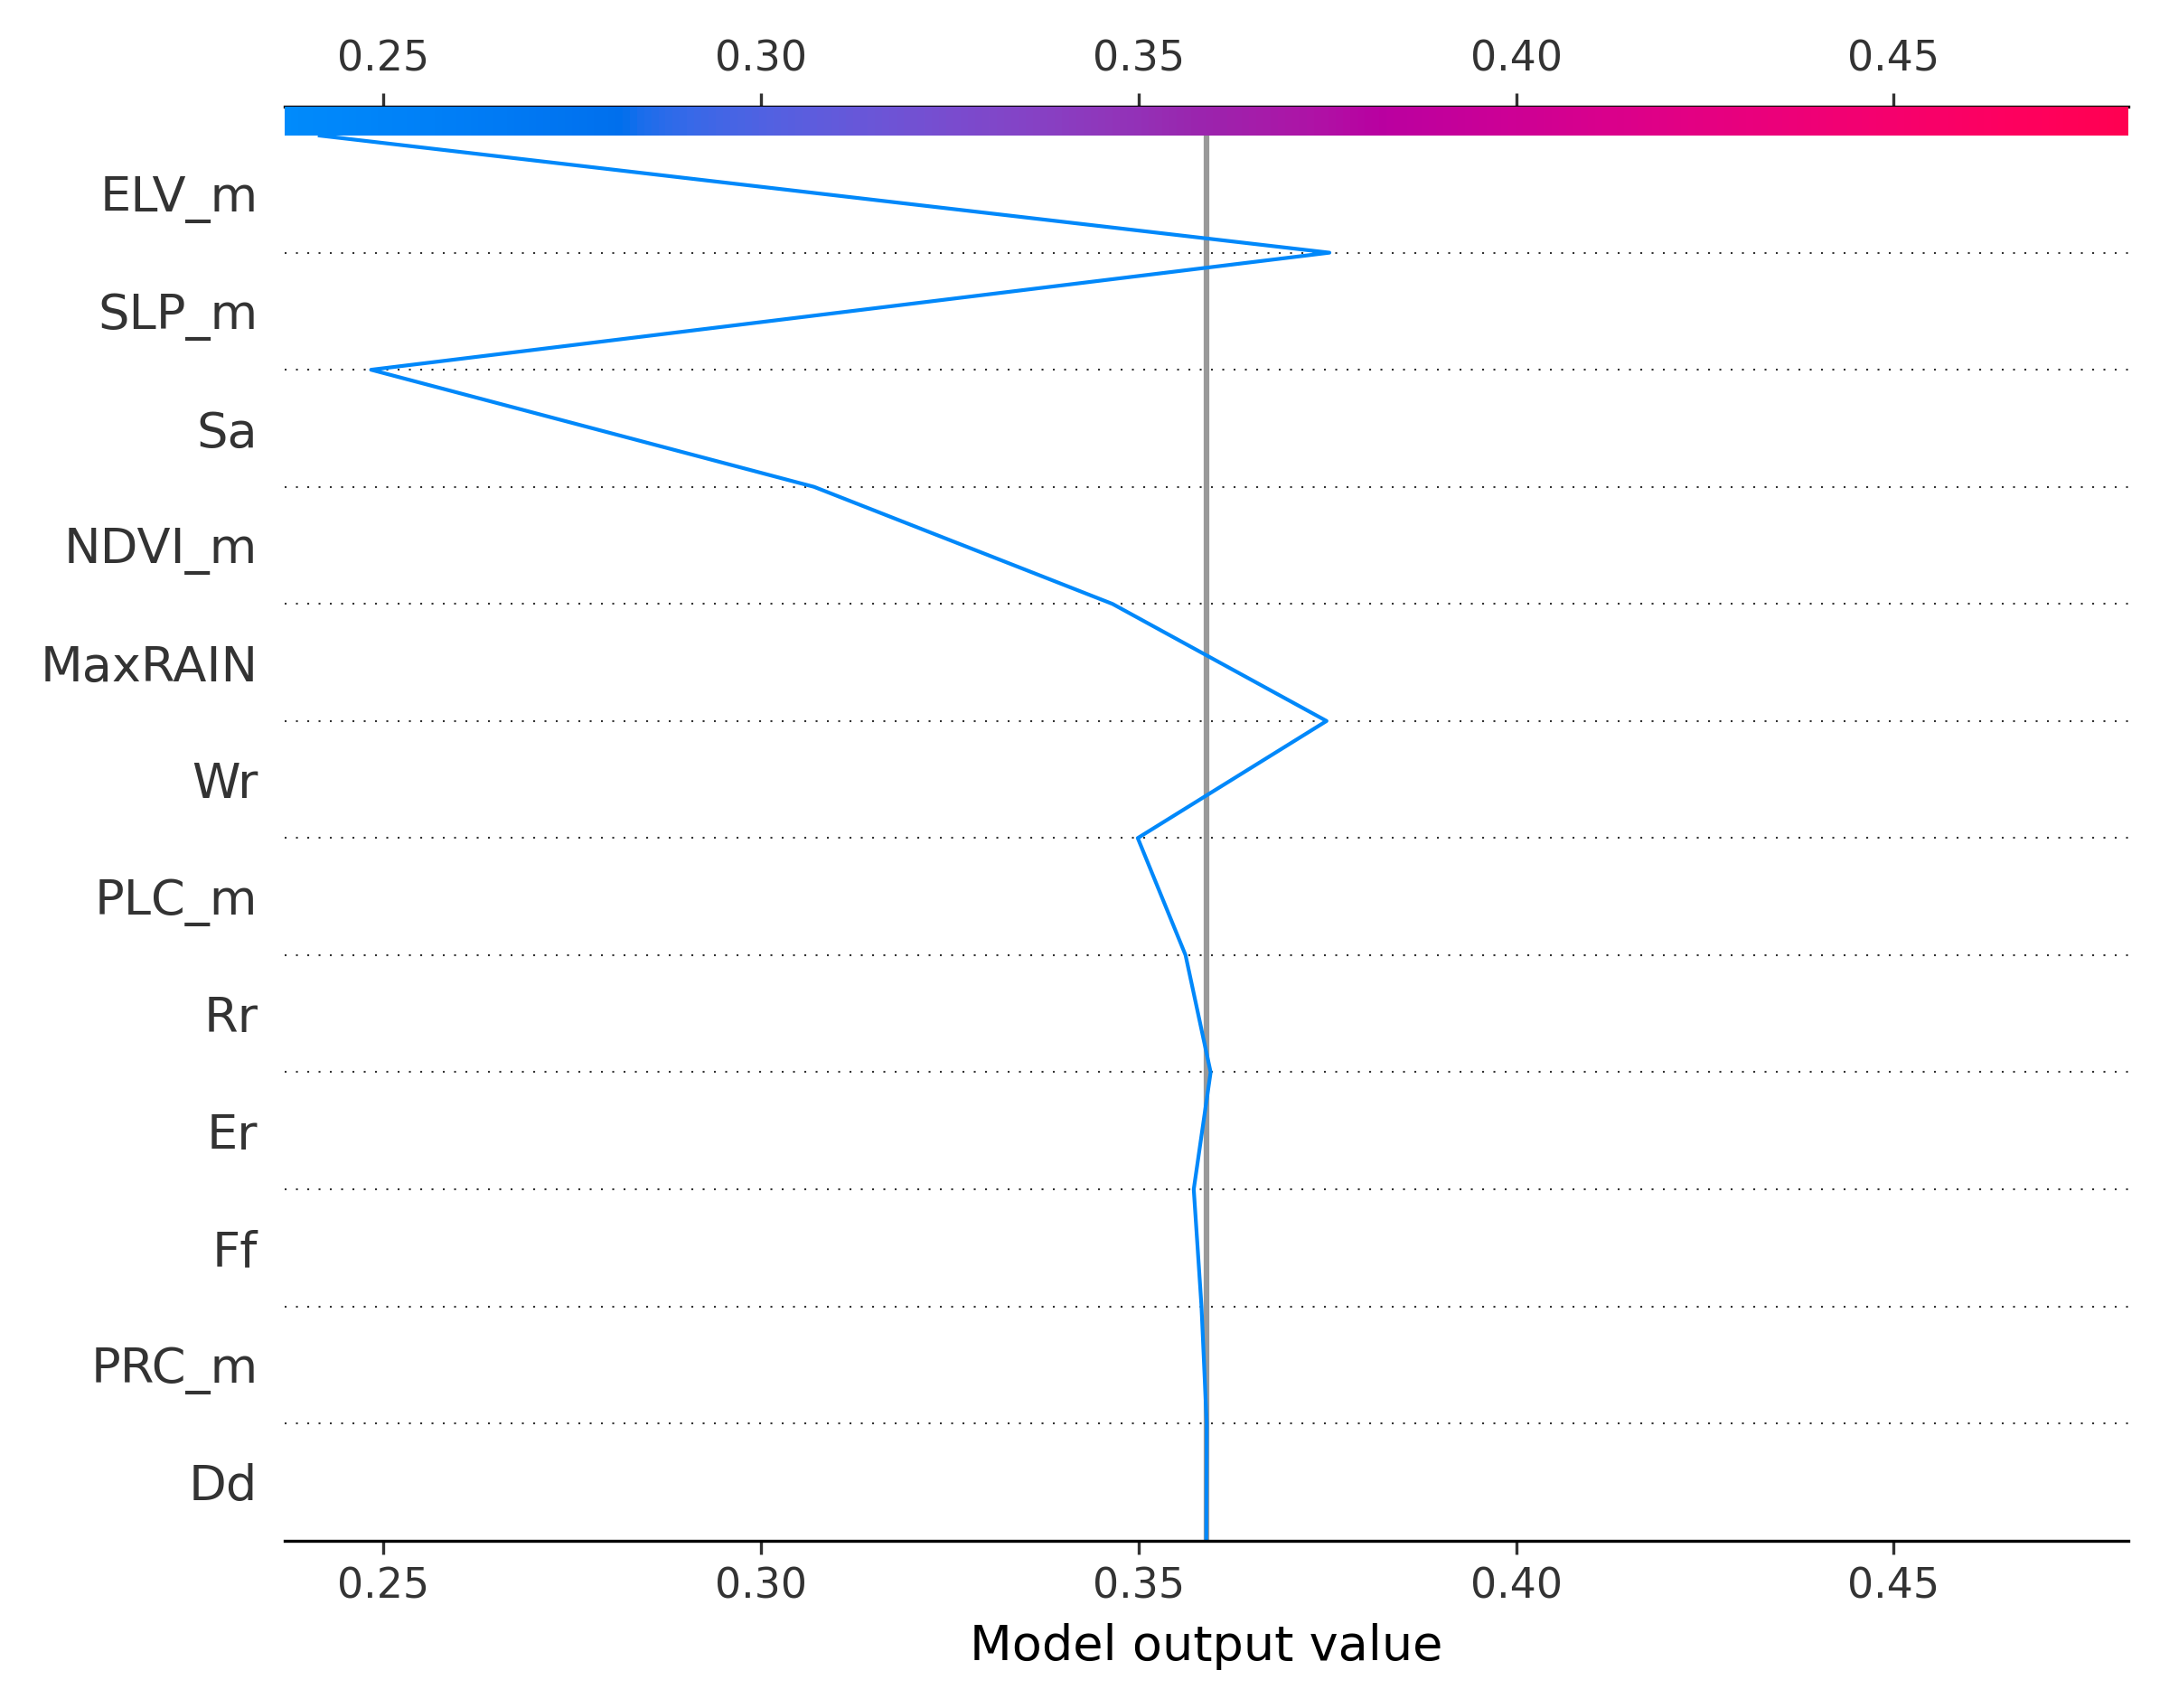 0.25 0.30 0.35 0.40 0.45
ELV_m
SLP_m
Sa
NDVI_m
MaxRAIN
Wr
PLC_m
Rr
Er
Ff
PRC_m
Dd
0.25 0.30 0.35 0.40 0.45
Model output value